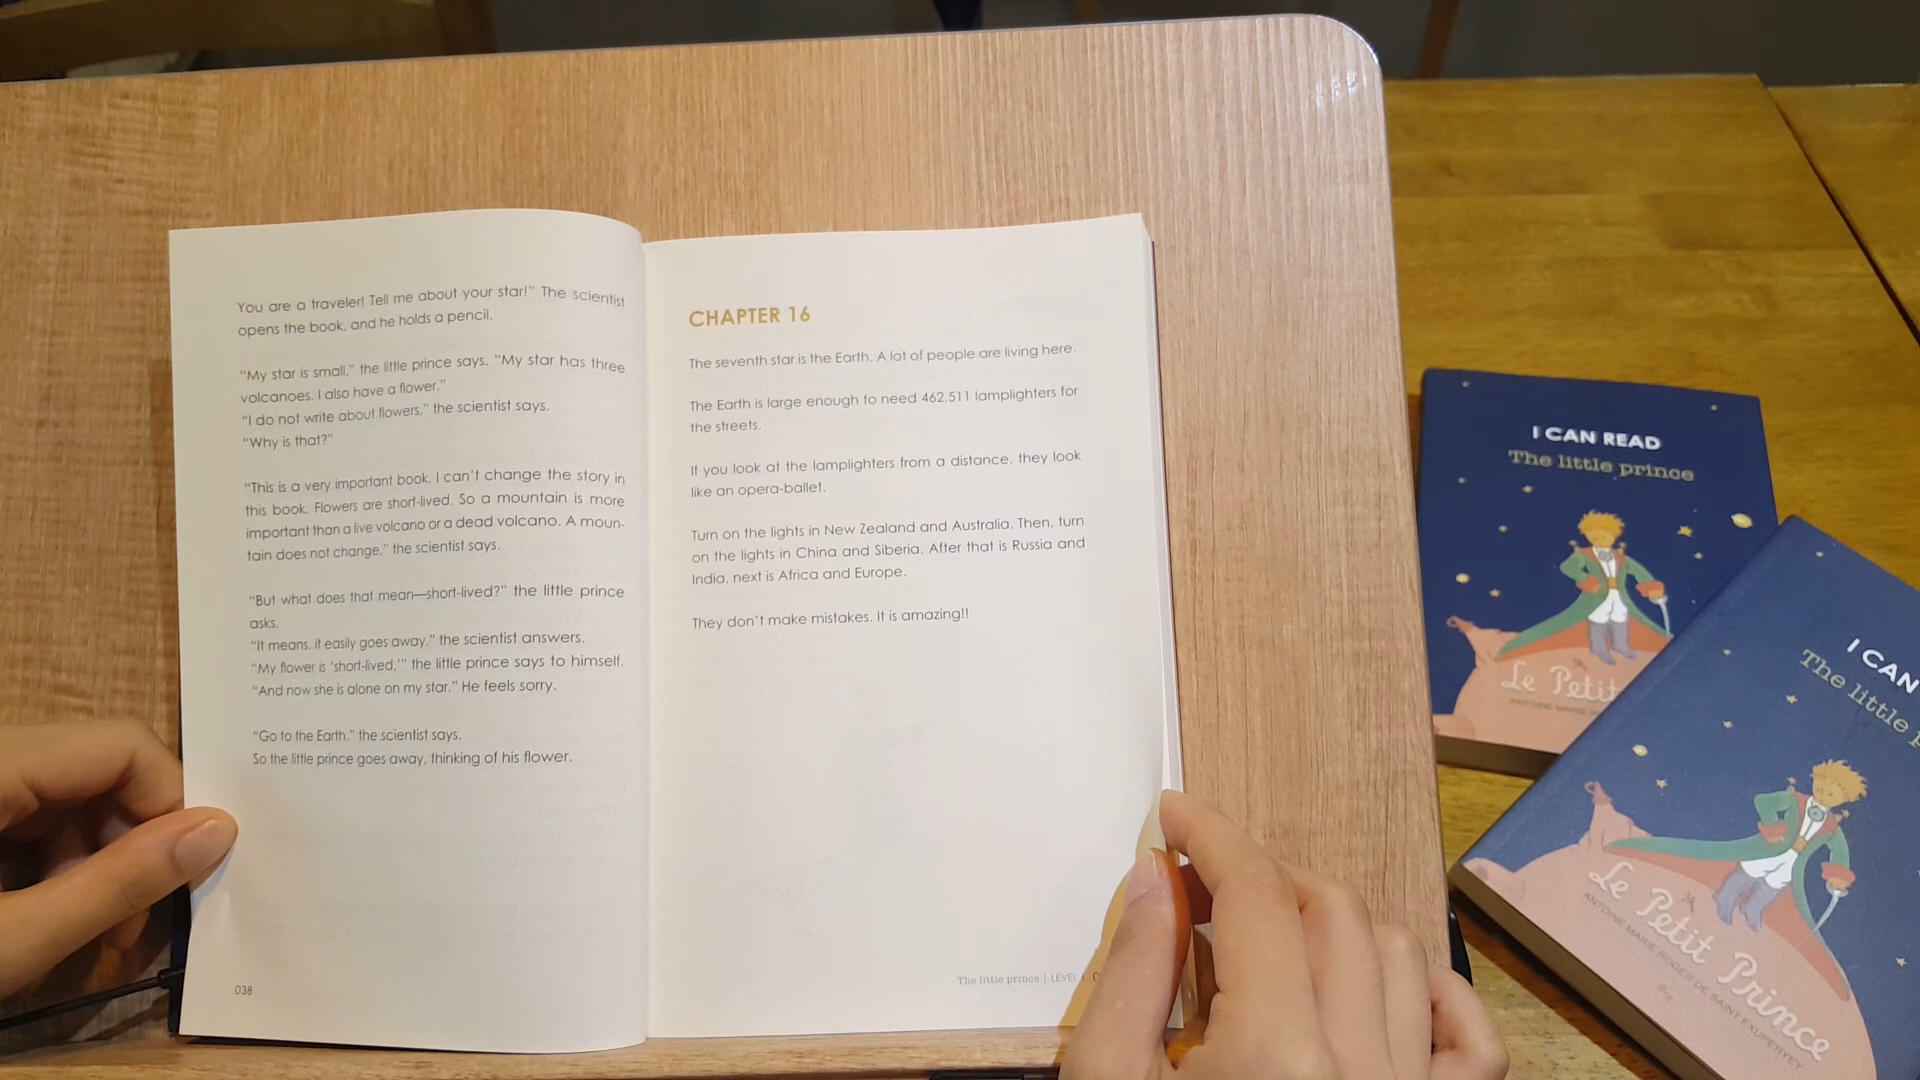 You are a traveler! Tell me about your star!" The scientist
opens the book, and he holds a pencil.
"My star is small," the little prince says. "My star has three
volcanoes. I also have a flower."
"I do not write about flowers," the scientist says.
"Why is that?"
"This is a very important book. I can't change the story in
this book. Flowers are short-lived. So a mountain is more
important than a live volcano or a dead volcano. A moun-
tain does not change," the scientist says.
"But what does that mean—short-lived?" the little prince
asks.
"It means, it easily goes away," the scientist answers.
"My flower is 'short-lived,'" the little prince says to himself.
"And now she is alone on my star." He feels sorry.
"Go to the Earth," the scientist says.
So the little prince goes away, thinking of his flower.
038
CHAPTER 16
The seventh star is the Earth. A lot of people are living here.
The Earth is large enough to need 462,511 lamplighters for
the streets.
If you look at the lamplighters from a distance, they look
like an opera-ballet.
Turn on the lights in New Zealand and Australia. Then, turn
on the lights in China and Siberia. After that is Russia and
India, next is Africa and Europe.
They don't make mistakes. It is amazing!!
The little prince | LEVEL
I CAN READ
The little prince
Le Petit
ANTOINE MARIE
I CAN
The little
Le Petit Prince
ANTOINE MARIE ROGER DE SAINT EXUPERY